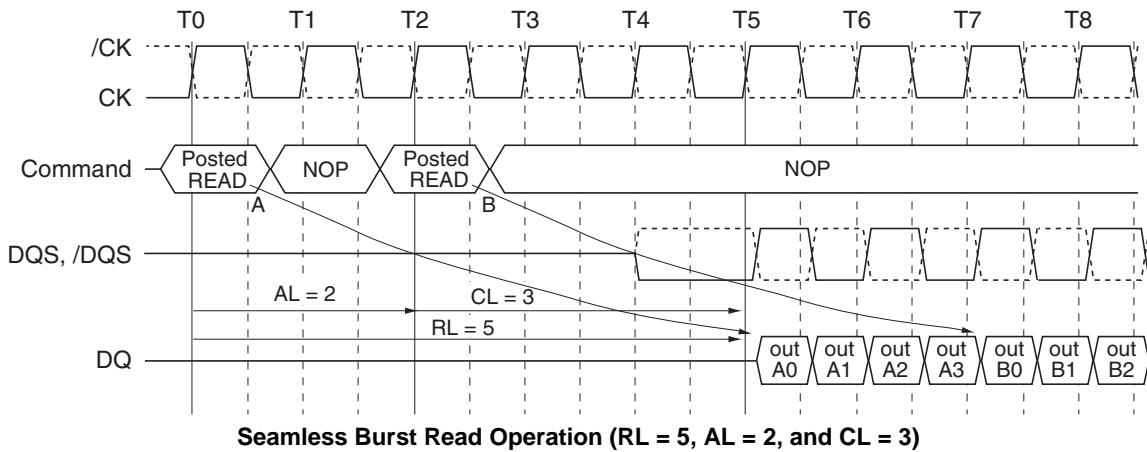 T0 T1 T2 T3 T4 T5 T6 T7 T8
/CK
CK
Command
Posted READ
NOP
Posted READ
NOP
A
B
DQS, /DQS
AL = 2
CL = 3
RL = 5
DQ
out A0
out A1
out A2
out A3
out B0
out B1
out B2
Seamless Burst Read Operation (RL = 5, AL = 2, and CL = 3)